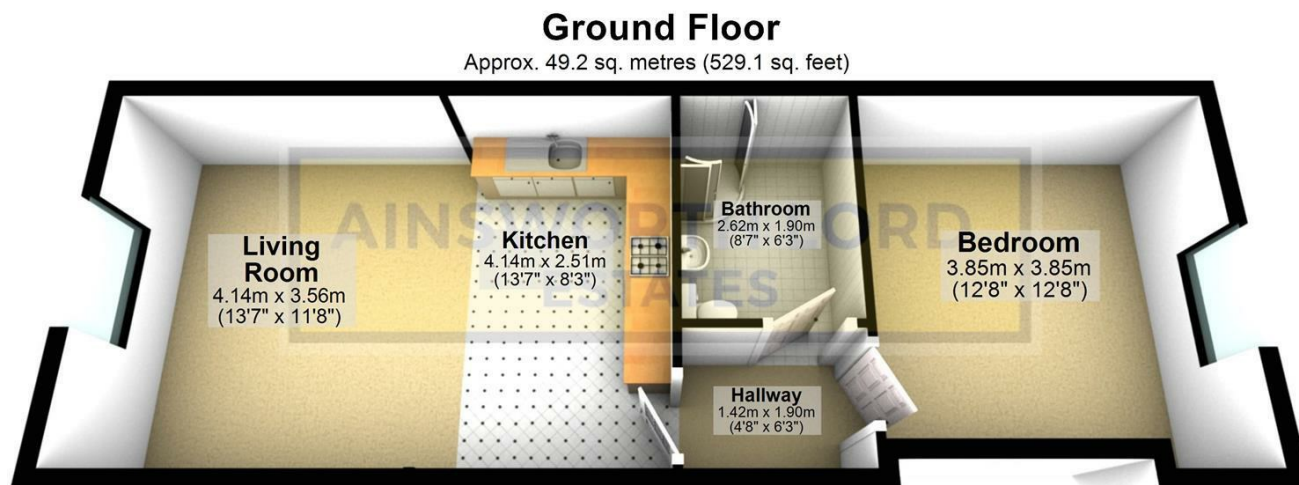 Ground Floor
Approx. 49.2 sq. metres (529.1 sq. feet)
AINSWORTH LORD
ESTATES
Living
Room
4.14m x 3.56m
(13'7" x 11'8")
Kitchen
4.14m x 2.51m
(13'7" x 8'3")
Bathroom
2.62m x 1.90m
(8'7" x 6'3")
Bedroom
3.85m x 3.85m
(12'8" x 12'8")
Hallway
1.42m x 1.90m
(4'8" x 6'3")